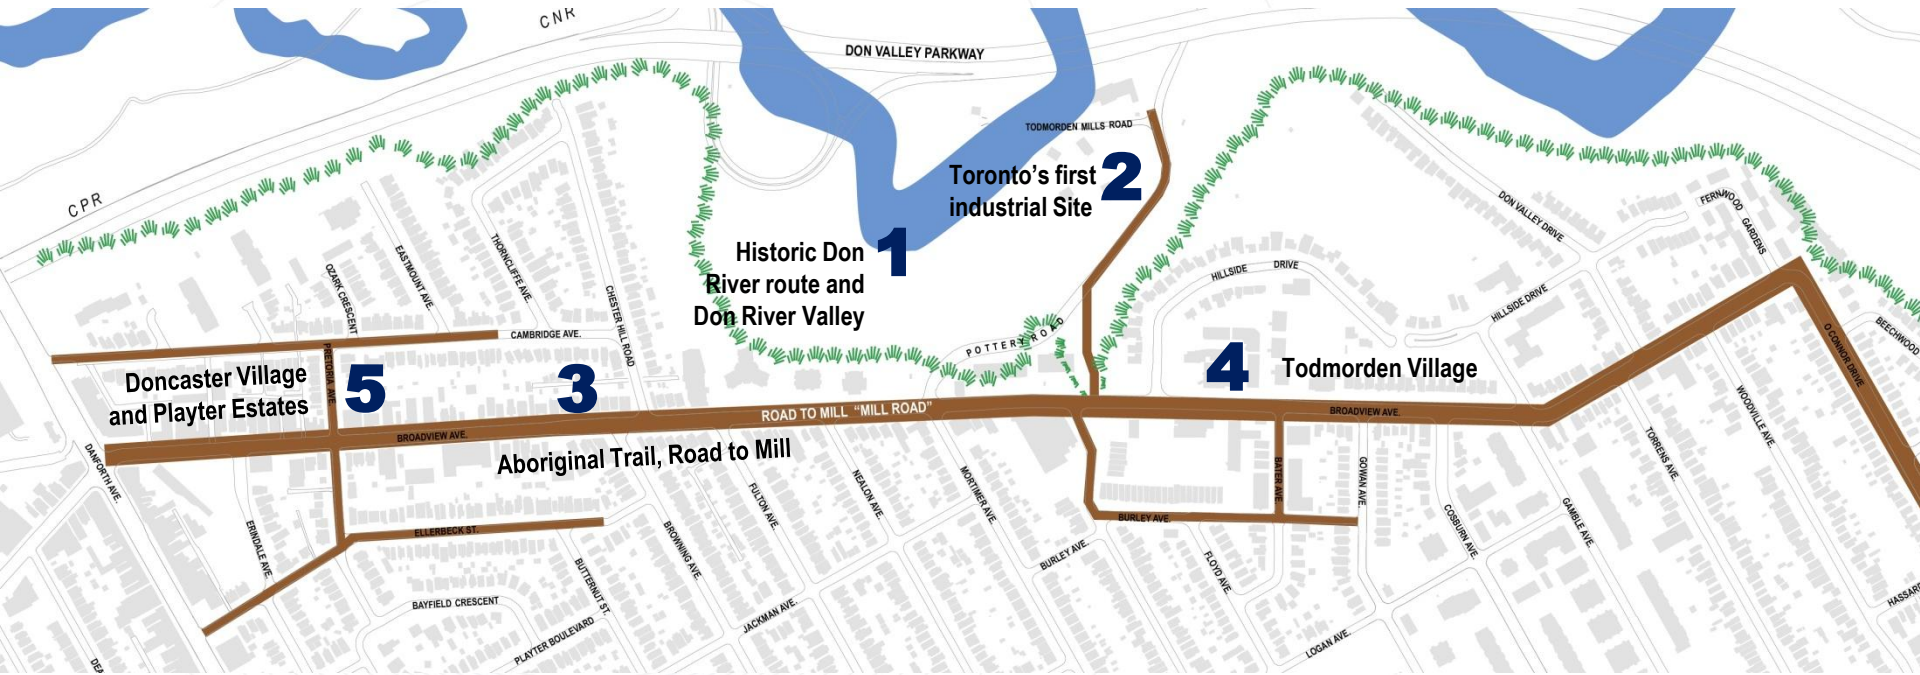 CNR
DON VALLEY PARKWAY
CPR
TODMORDEN MILLS ROAD
Toronto's first
industrial Site
2
Historic Don
River route and
Don River Valley
1
DON VALLEY DRIVE
FERNWOOD
GARDENS
EASTMOUNT AVE.
THORNCLIFFE AVE.
OZARK CRESCENT
CHESTER HILL ROAD
CAMBRIDGE AVE.
HILLSIDE DRIVE
HILLSIDE DRIVE
POTTERY ROAD
BEECHWOOD
O CONNOR DRIVE
PRETORIA AVE.
Doncaster Village
and Playter Estates
5
3
4
Todmorden Village
ROAD TO MILL "MILL ROAD"
BROADVIEW AVE.
BROADVIEW AVE.
Aboriginal Trail, Road to Mill
DANFORTH AVE.
ERINDALE AVE.
ELLERBECK ST.
BAYFIELD CRESCENT
PLAYTER BOULEVARD
BUTTERNUT ST.
BROWNING AVE.
FULTON AVE.
NEALON AVE.
MORTIMER AVE.
JACKMAN AVE.
BURLEY AVE.
BURLEY AVE.
FLOYD AVE.
BATER AVE.
GOWAN AVE.
COSBURN AVE.
GAMBLE AVE.
TORRENS AVE.
WOODVILLE AVE.
LOGAN AVE.
HASSAR
DEA